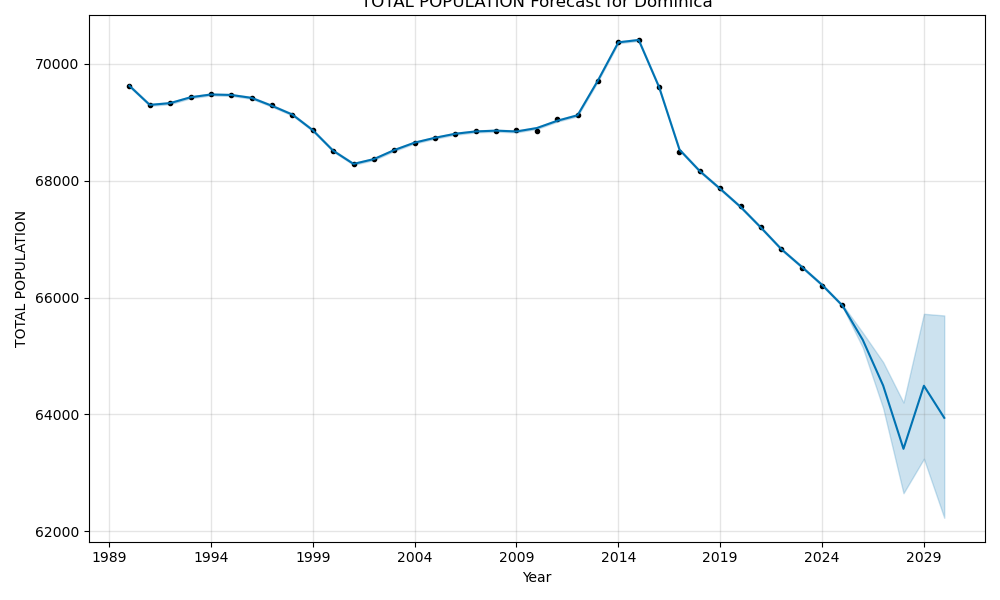 TOTAL POPULATION Forecast for Dominica
70000
68000
66000
64000
62000
TOTAL POPULATION
1989 1994 1999 2004 2009 2014 2019 2024 2029
Year